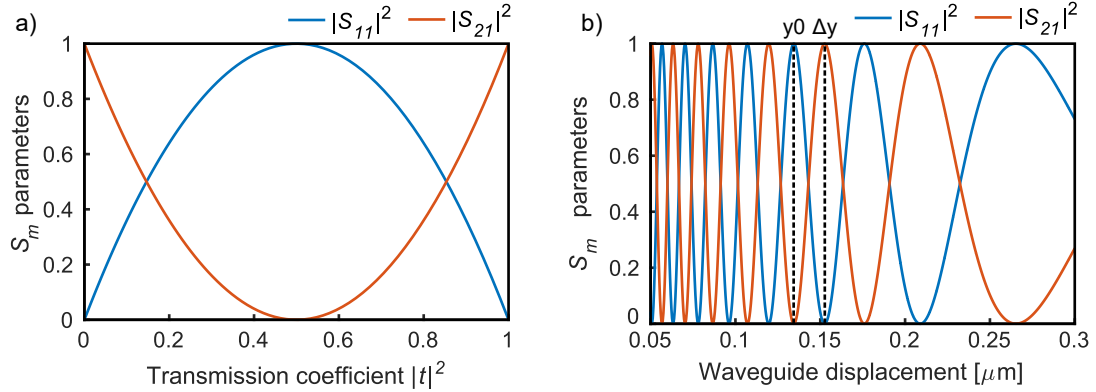 a)
|S₁₁|² |S₂₁|²
1
0.8
0.6
0.4
0.2
0
Sₘ parameters
0 0.2 0.4 0.6 0.8 1
Transmission coefficient |t|²
b)
|S₁₁|² |S₂₁|²
y0 Δy
1
0.8
0.6
0.4
0.2
0
Sₘ parameters
0.05 0.1 0.15 0.2 0.25 0.3
Waveguide displacement [μm]